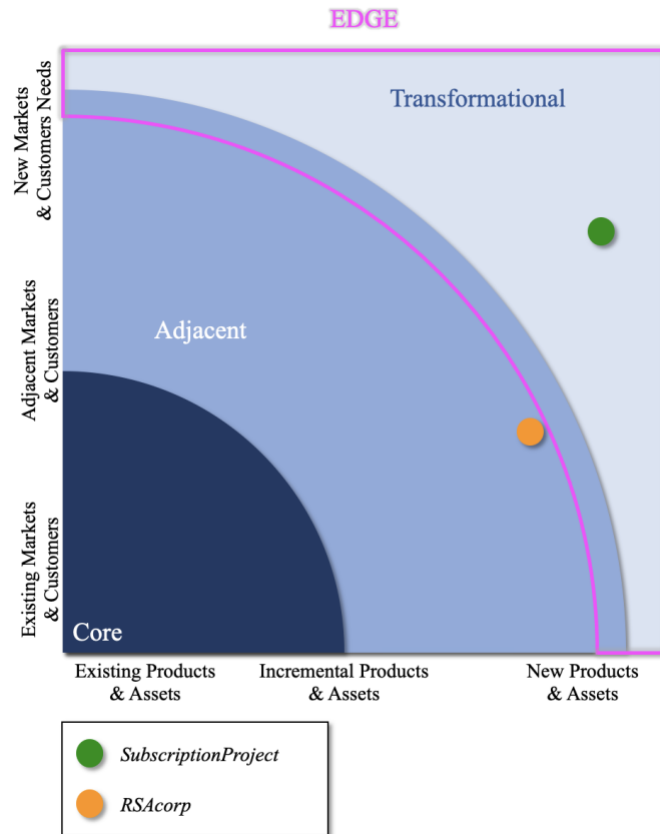 EDGE
Transformational
New Markets
& Customers Needs
Adjacent
Adjacent Markets
& Customers
Existing Markets
& Customers
Core
Existing Products
& Assets
Incremental Products
& Assets
New Products
& Assets
SubscriptionProject
RSAcorp